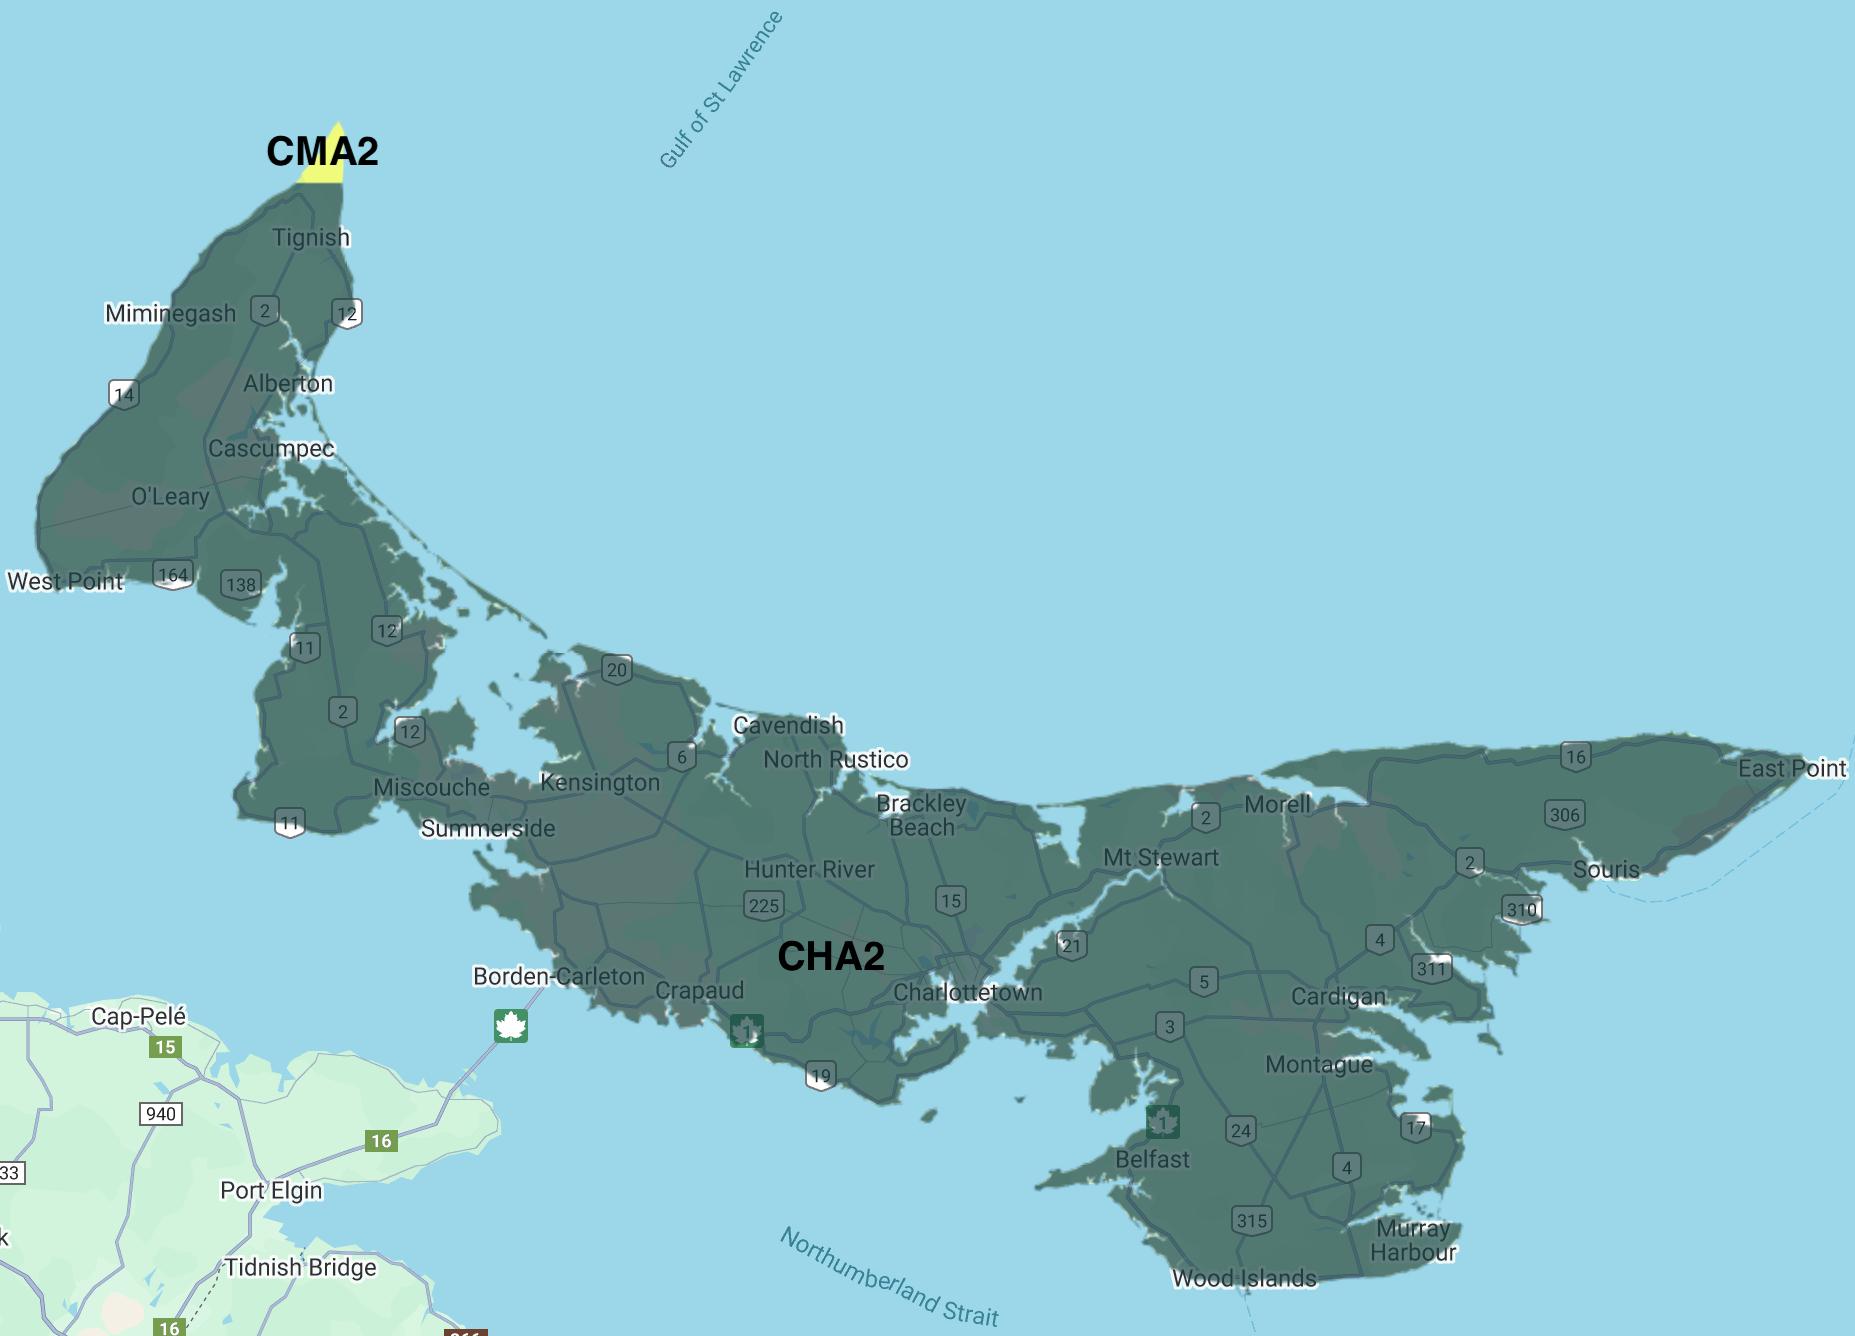 Gulf of St Lawrence
CMA2
Tignish
Miminegash
2
12
14
Alberton
Cascumpec
O'Leary
West Point
164
138
11
12
20
2
12
Cavendish
6
North Rustico
16
East Point
Miscouche
Kensington
11
Summerside
Brackley
Beach
2
Morell
306
Hunter River
Mt Stewart
2
Souris
225
15
310
21
4
CHA2
311
Borden-Carleton
Crapaud
Charlottetown
5
Cardigan
Cap-Pelé
1
3
15
19
Montague
940
1
24
17
16
Belfast
4
33
Port Elgin
315
Murray
Harbour
k
Northumberland Strait
Tidnish Bridge
Wood Islands
16